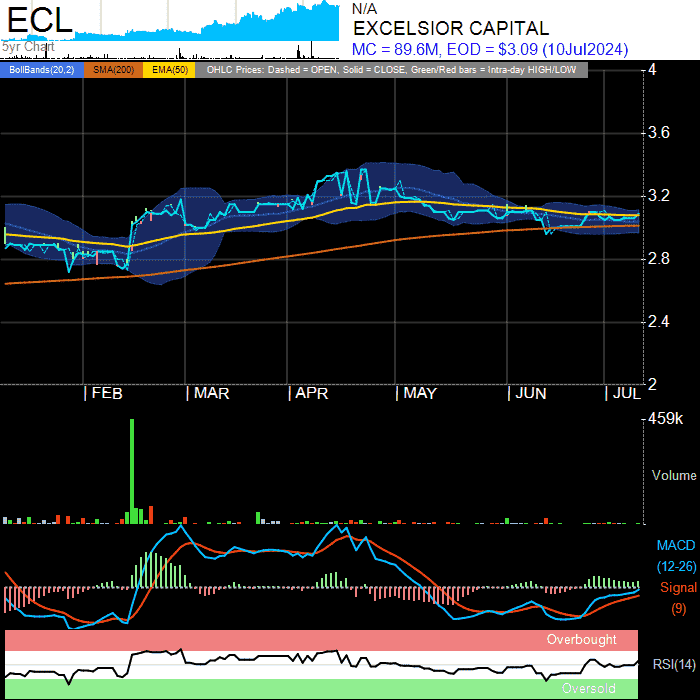 ECL
N/A
EXCELSIOR CAPITAL
5yr Chart
MC = 89.6M, EOD = $3.09 (10Jul2024)
BollBands(20,2) SMA(200) EMA(50) OHLC Prices: Dashed = OPEN, Solid = CLOSE, Green/Red bars = Intra-day HIGH/LOW
4
3.6
3.2
2.8
2.4
2
| FEB | MAR | APR | MAY | JUN | JUL
459k
Volume
MACD
(12-26)
Signal
(9)
Overbought
RSI(14)
Oversold